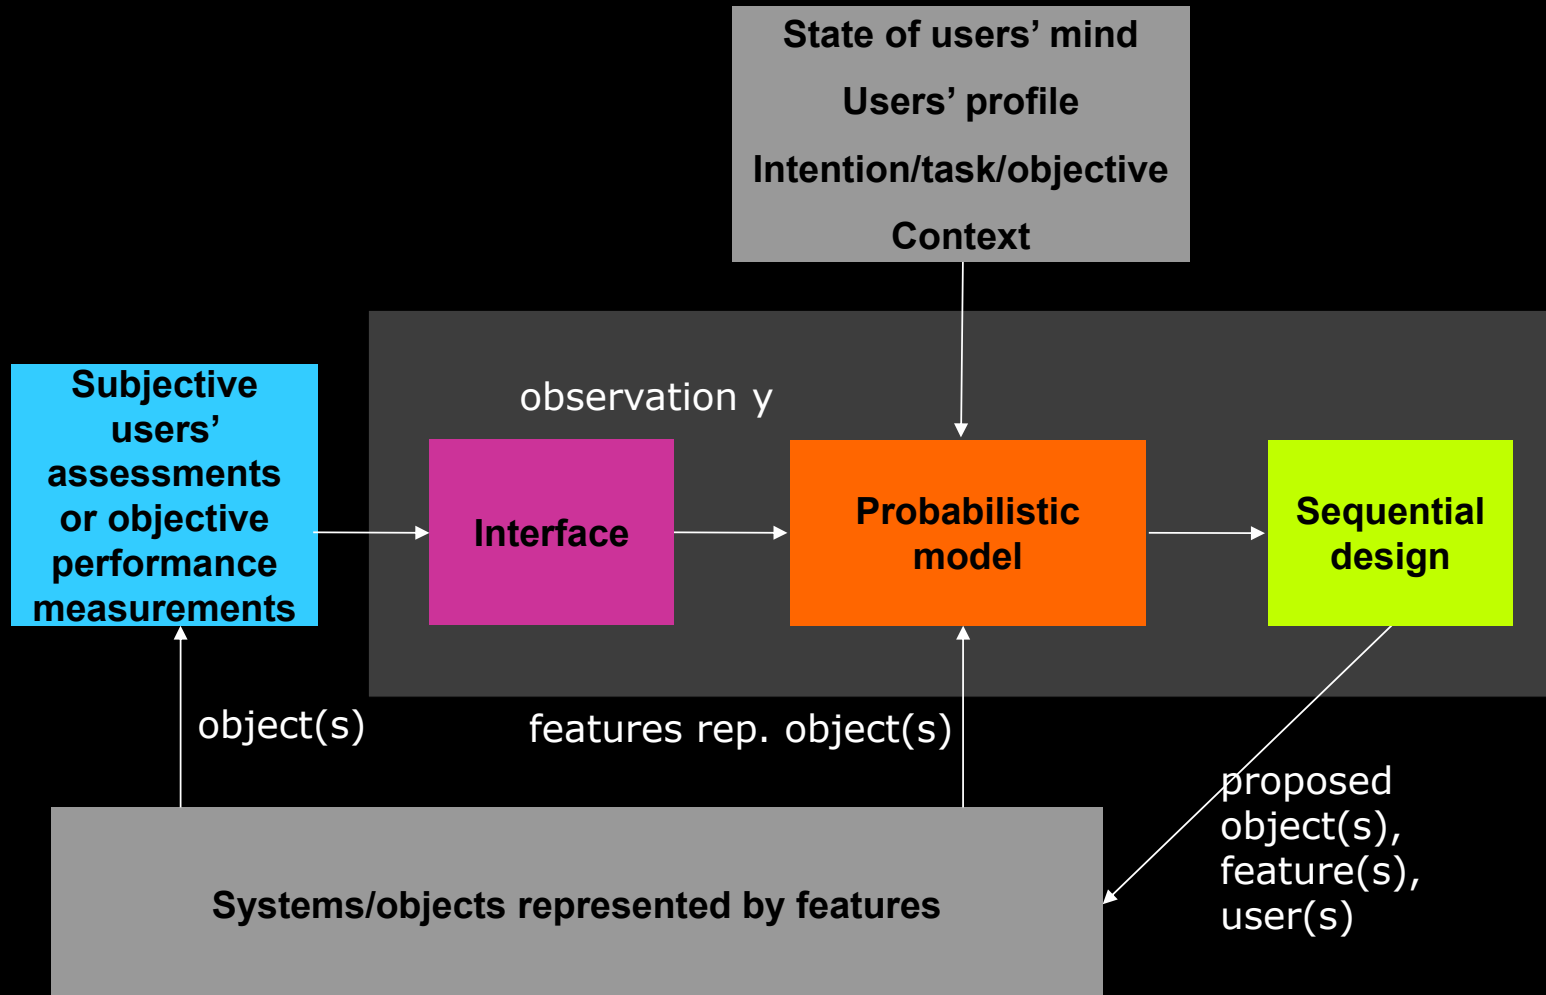 State of users’ mind
Users’ profile
Intention/task/objective
Context
Subjective
users’
assessments
or objective
performance
measurements
observation y
Interface
Probabilistic
model
Sequential
design
object(s)
features rep. object(s)
proposed
object(s),
feature(s),
user(s)
Systems/objects represented by features